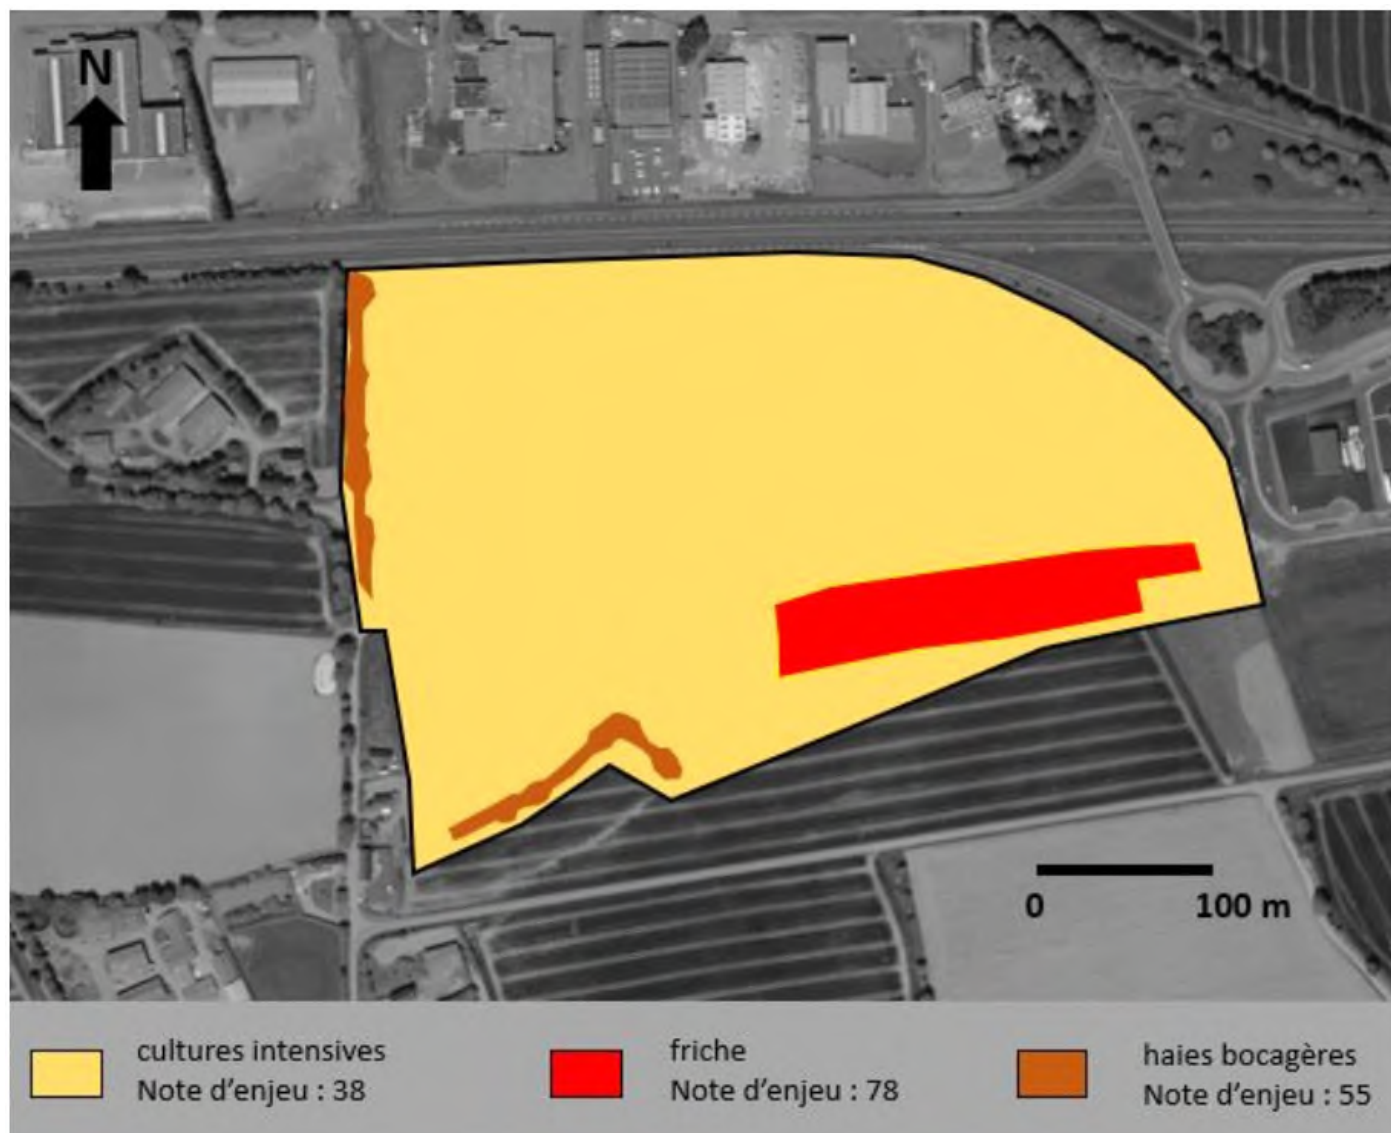 N
0 100 m
cultures intensives
Note d'enjeu : 38
friche
Note d'enjeu : 78
haies bocagères
Note d'enjeu : 55